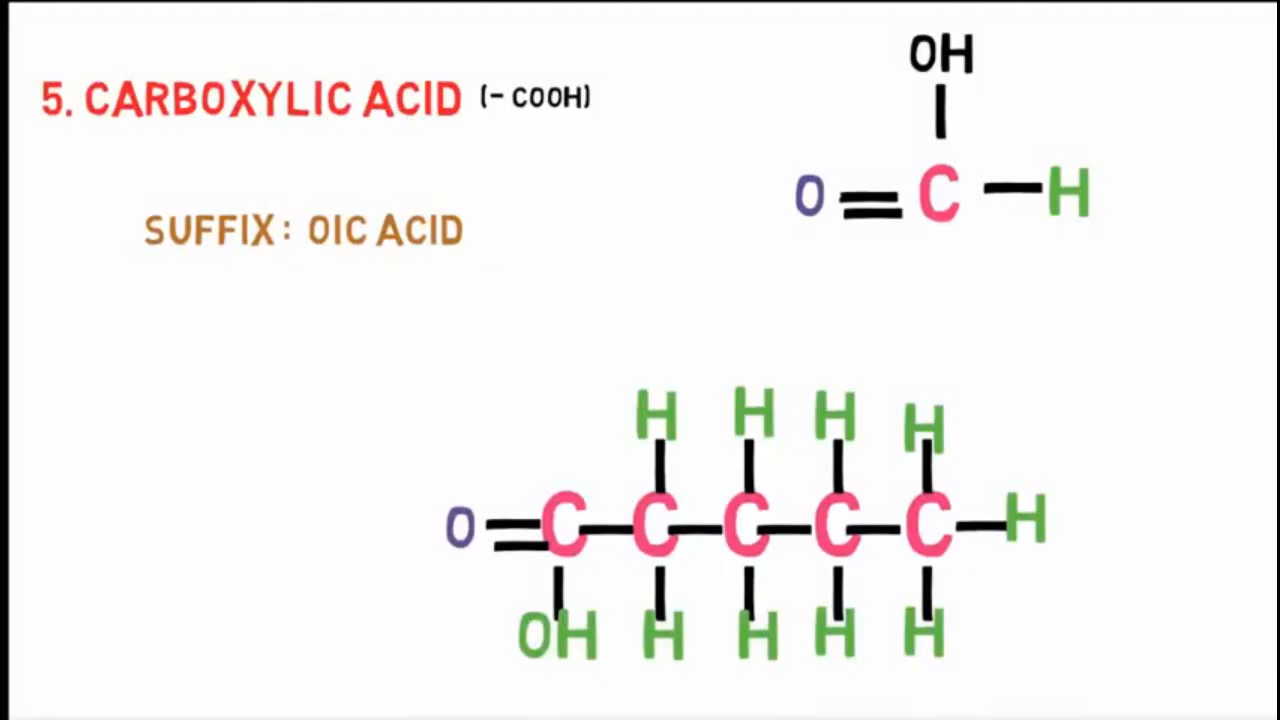 5. CARBOXYLIC ACID (- COOH)
SUFFIX: OIC ACID
OH
O = C - H
H H H H
O = C - C - C - C - C - H
OH H H H H